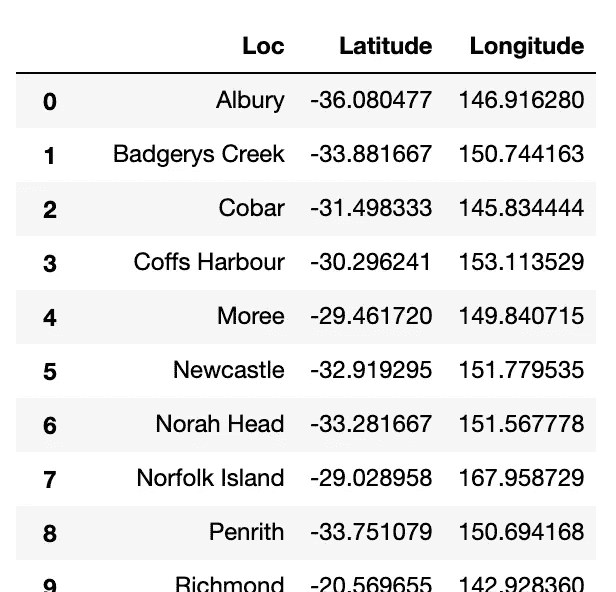 Loc Latitude Longitude
0 Albury -36.080477 146.916280
1 Badgerys Creek -33.881667 150.744163
2 Cobar -31.498333 145.834444
3 Coffs Harbour -30.296241 153.113529
4 Moree -29.461720 149.840715
5 Newcastle -32.919295 151.779535
6 Norah Head -33.281667 151.567778
7 Norfolk Island -29.028958 167.958729
8 Penrith -33.751079 150.694168
9 Richmond -20.569655 142.928360